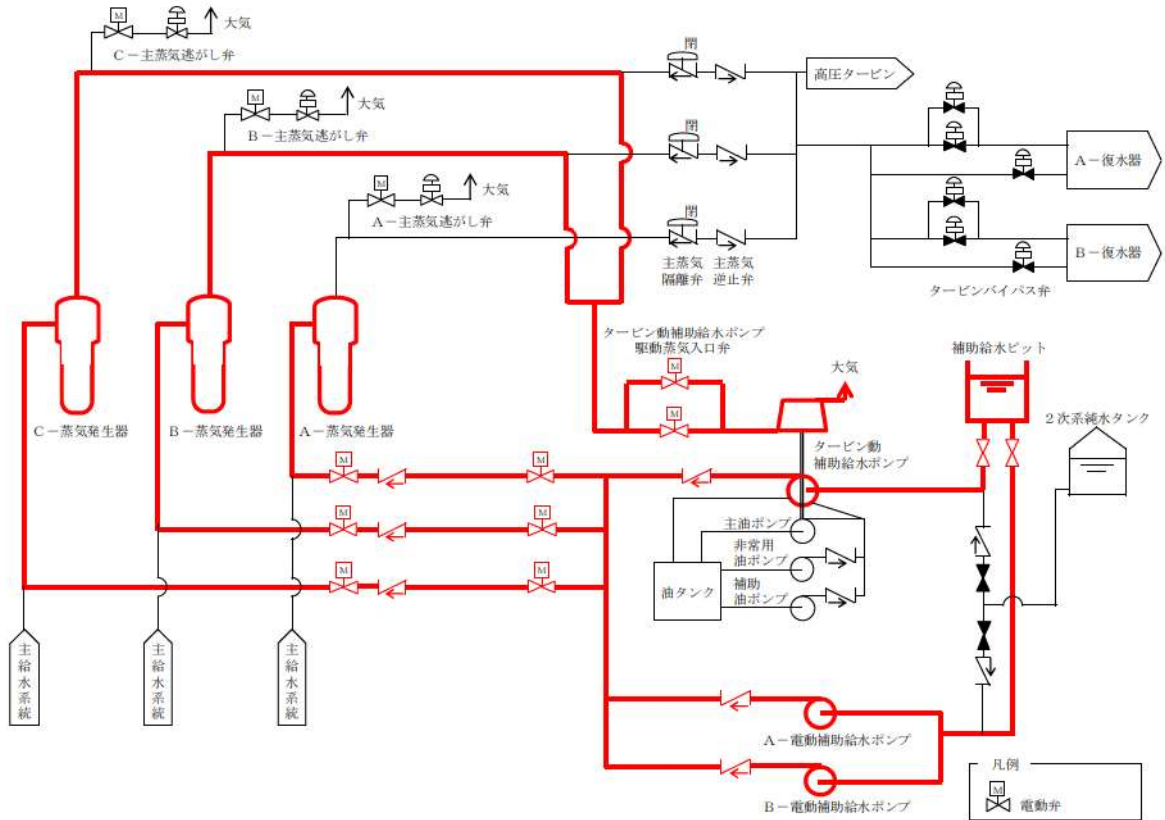 M
大気
C－主蒸気逃がし弁
閉
高圧タービン
M
大気
B－主蒸気逃がし弁
閉
A－復水器
M
大気
A－主蒸気逃がし弁
閉
主蒸気
隔離弁
主蒸気
逆止弁
B－復水器
タービンバイパス弁
タービン動補助給水ポンプ
駆動蒸気入口弁
M
M
大気
補助給水ピット
2次系純水タンク
C－蒸気発生器
B－蒸気発生器
A－蒸気発生器
タービン動
補助給水ポンプ
M
M
M
M
M
M
主油ポンプ
非常用
油ポンプ
補助
油ポンプ
油タンク
主給水系統
主給水系統
主給水系統
A－電動補助給水ポンプ
B－電動補助給水ポンプ
凡例
M
電動弁